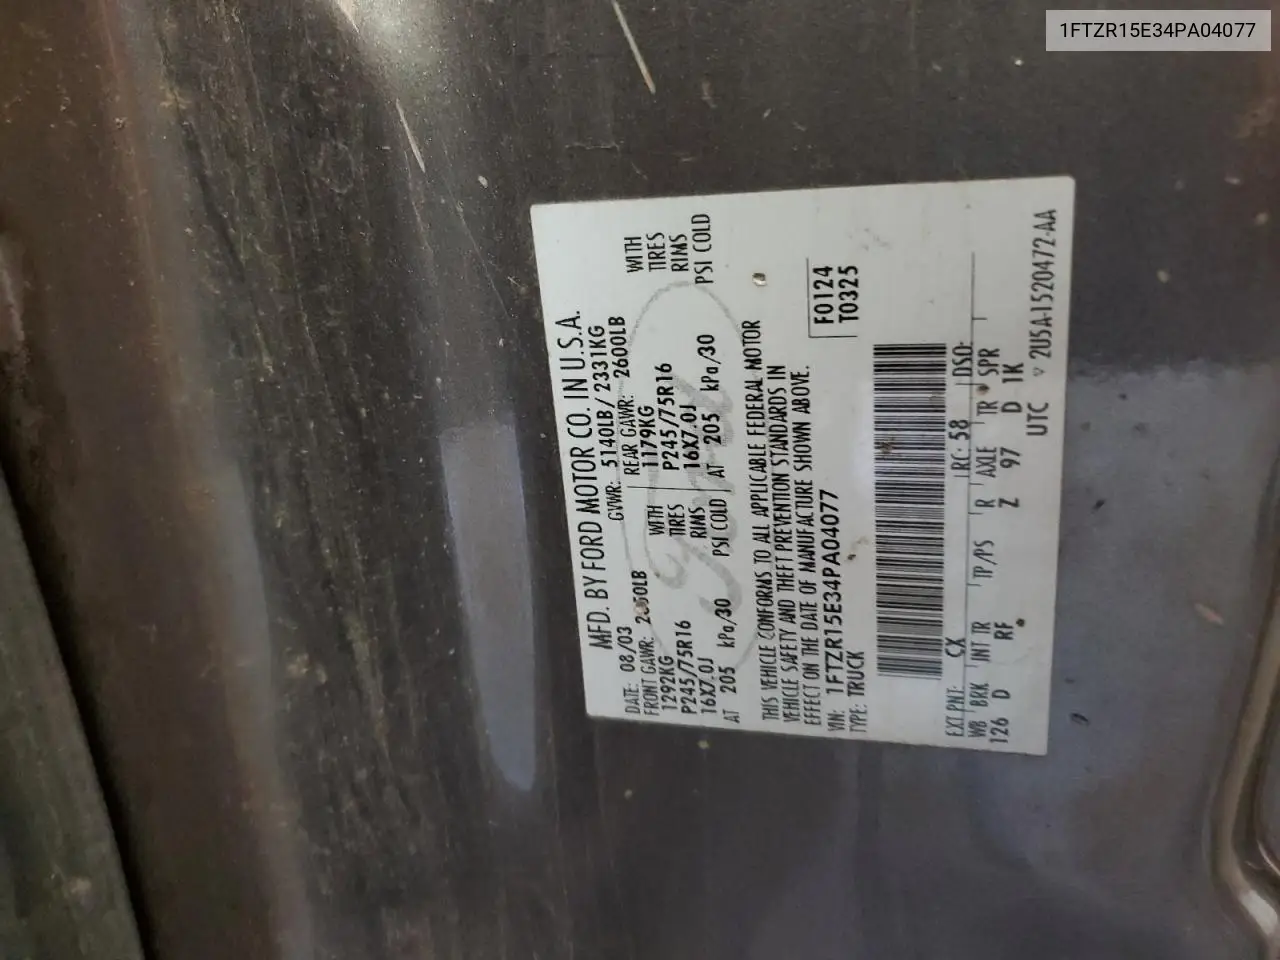 1FTZR15E34PA04077
MFD. BY FORD MOTOR CO. IN U.S.A.
DATE: 08/03 GVWR: 5140LB/ 2331KG
FRONT GAWR: LB REAR GAWR: 2600LB
1292KG WITH 1179KG WITH
P245/75R16 TIRES P245/75R16 TIRES
16X7.0J RIMS 16X7.0J RIMS
AT 205 kPa/30 PSI COLD AT 205 kPa/30 PSI COLD
THIS VEHICLE CONFORMS TO ALL APPLICABLE FEDERAL MOTOR
VEHICLE SAFETY AND THEFT PREVENTION STANDARDS IN
EFFECT ON THE DATE OF MANUFACTURE SHOWN ABOVE.
VIN: 1FTZR15E34PA04077
TYPE: TRUCK
F0124
T0325
EXT PNT: CX RC: 58 DSO:
WB BRK INT TR TP/PS R AXLE TR SPR
126 D RF Z 97 D 1K
UTC 2U5A-1520472-AA
Ford